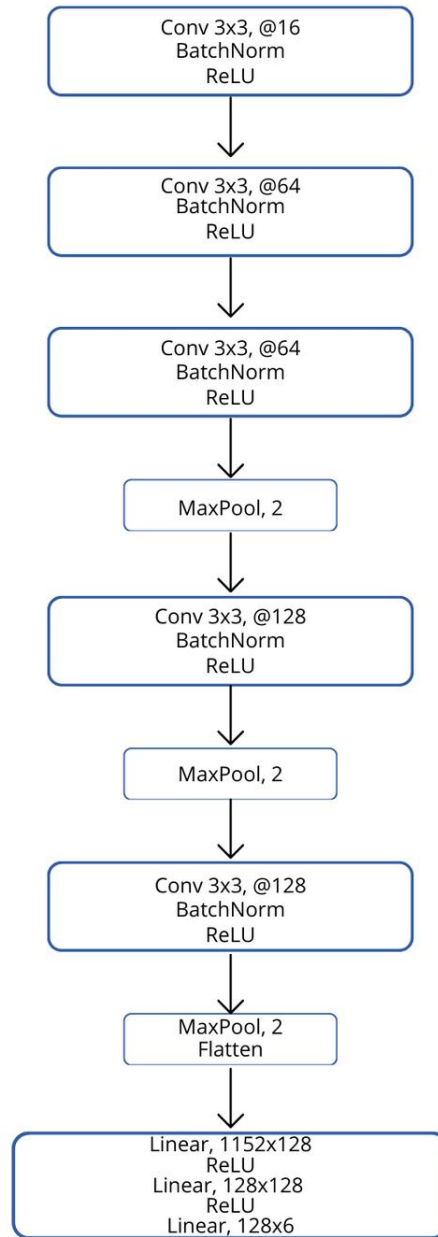 Conv 3x3, @16
BatchNorm
ReLU
Conv 3x3, @64
BatchNorm
ReLU
Conv 3x3, @64
BatchNorm
ReLU
MaxPool, 2
Conv 3x3, @128
BatchNorm
ReLU
MaxPool, 2
Conv 3x3, @128
BatchNorm
ReLU
MaxPool, 2
Flatten
Linear, 1152x128
ReLU
Linear, 128x128
ReLU
Linear, 128x6